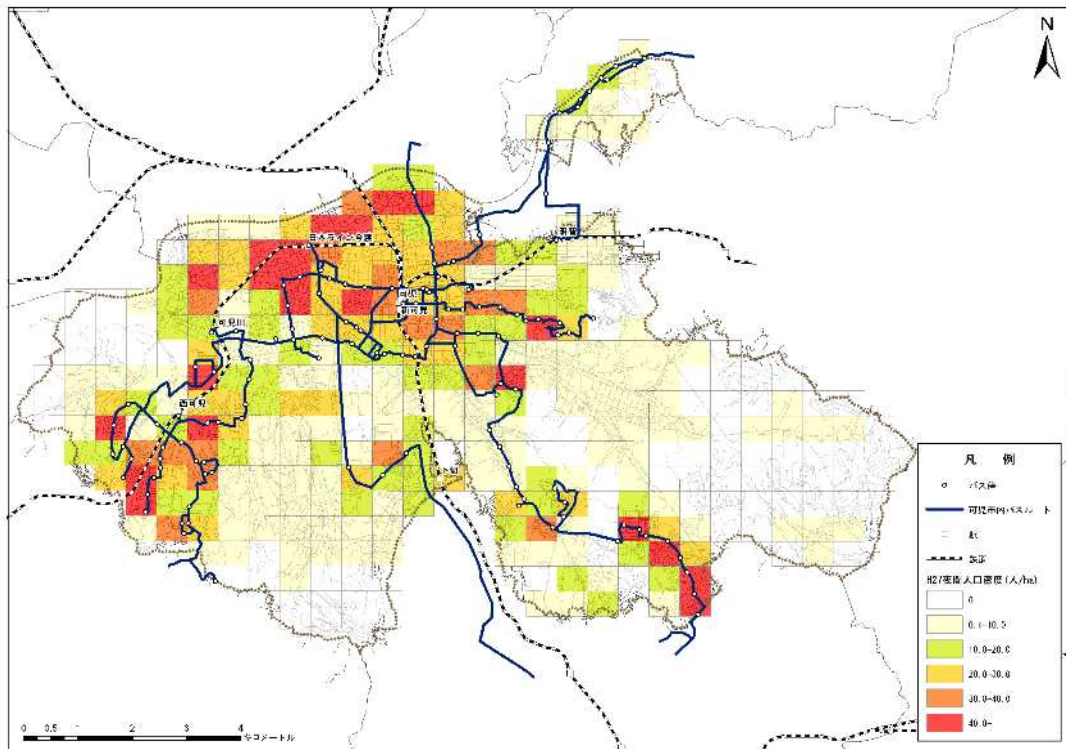 N
日本ライン今渡
明智
可児
新可児
可児川
西可児
下切
凡 例
バス停
可児市内バスルート
駅
鉄道
H27夜間人口密度(人/ha)
0
0.1-10.0
10.0-20.0
20.0-30.0
30.0-40.0
40.0-
0 0.5 1 2 3 4
キロメートル